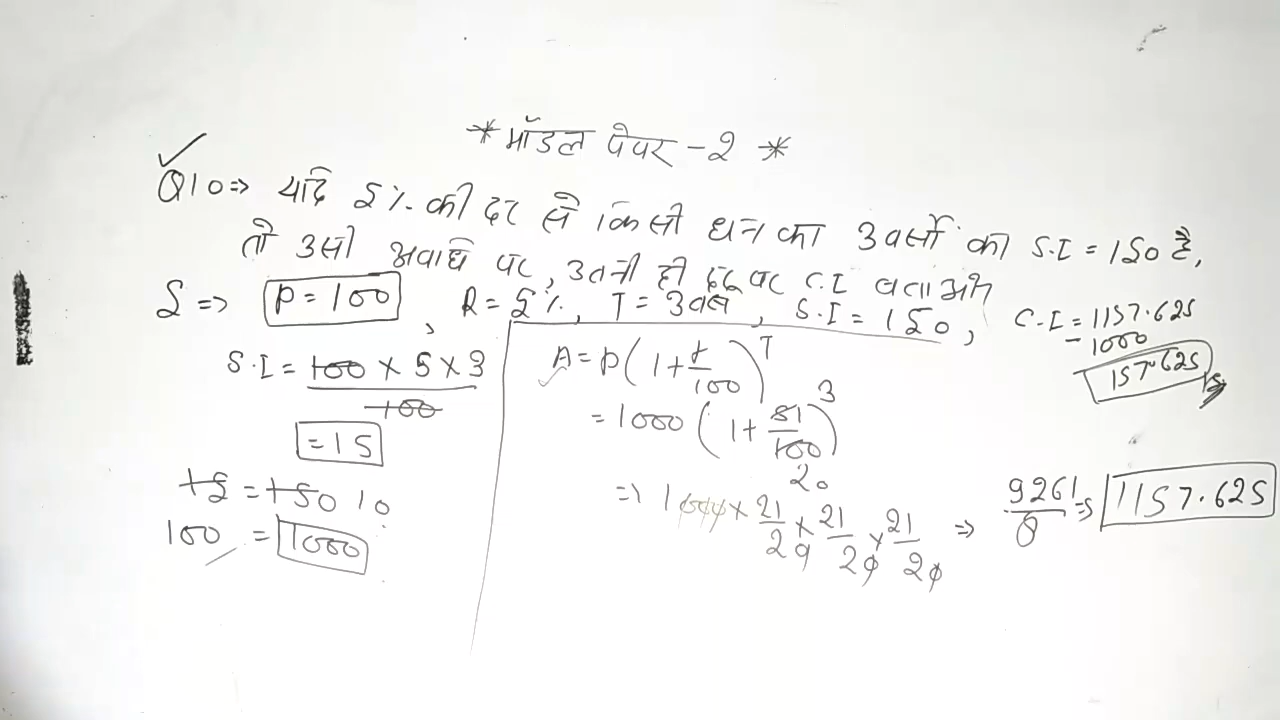 * मॉडल पेपर - 2 *
Q10 => यदि 5%. की दर से किसी धन का 3 वर्सो का S.I = 150 है,
तो उसी अवधि पर, उतनी ही दर पर C.I बताओ
S => P = 100, R = 5%, T = 3 वर्स, S.I = 150, C.I = 1157.625
- 1000
157.625
S.I = 100 × 5 × 3
100
= 15
15 = 150 10
100 = 1000
A = P(1 + r/100)^T
= 1000 (1 + 1/100)^3
20
=> 1000 × 21/20 × 21/20 × 21/20 => 9261/8 => 1157.625